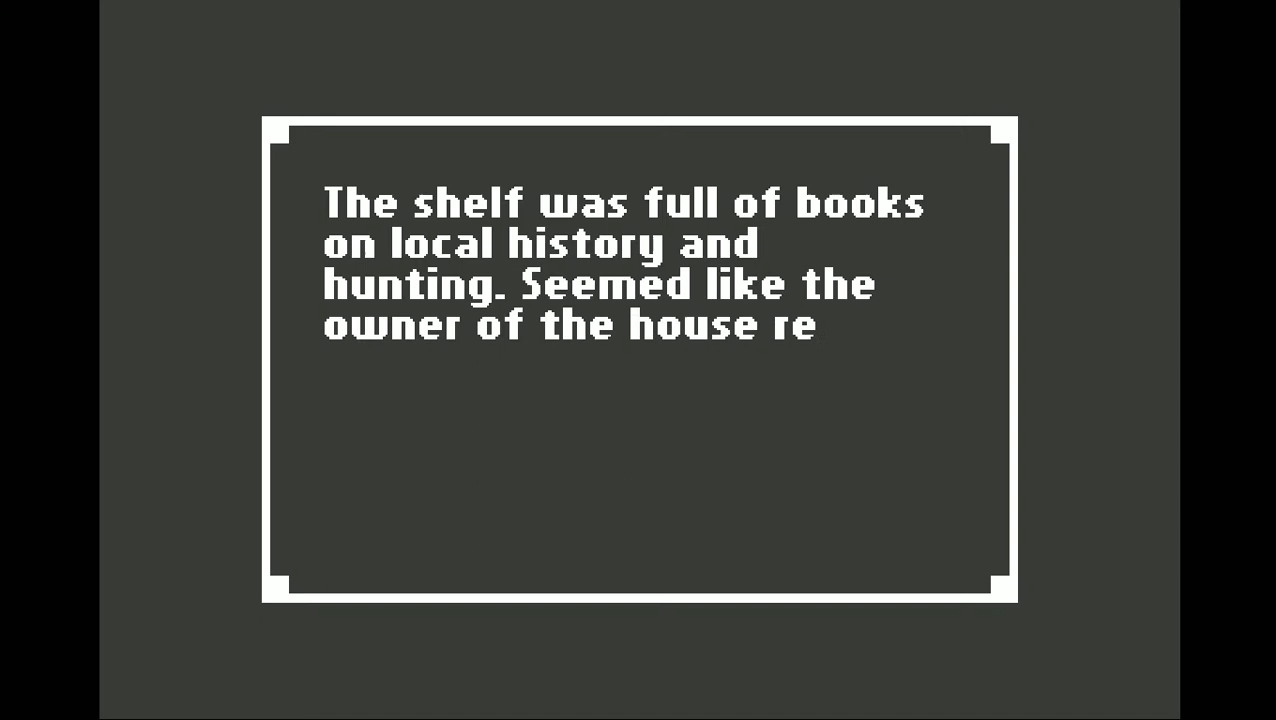 The shelf was full of books
on local history and
hunting. Seemed like the
owner of the house re